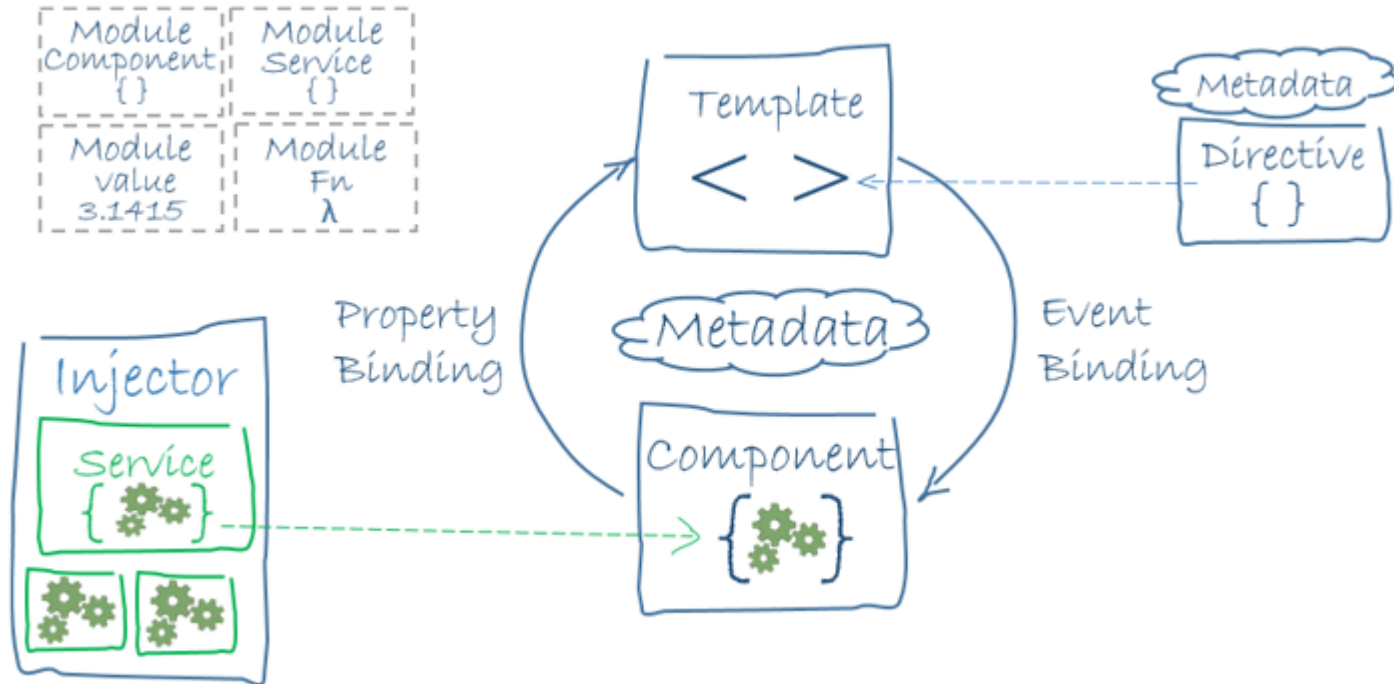 Module
Component
{ }
Module
Service
{ }
Module
value
3.1415
Module
Fn
λ
Template
< >
Metadata
Directive
{ }
Property
Binding
Metadata
Event
Binding
Injector
Service
{ }
Component
{ }